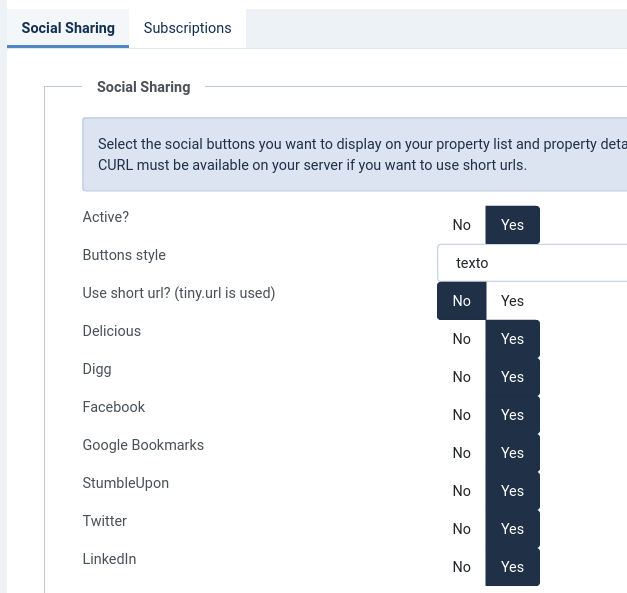 Social Sharing Subscriptions
Social Sharing
Select the social buttons you want to display on your property list and property deta
CURL must be available on your server if you want to use short urls.
Active? No Yes
Buttons style texto
Use short url? (tiny.url is used) No Yes
Delicious No Yes
Digg No Yes
Facebook No Yes
Google Bookmarks No Yes
StumbleUpon No Yes
Twitter No Yes
LinkedIn No Yes